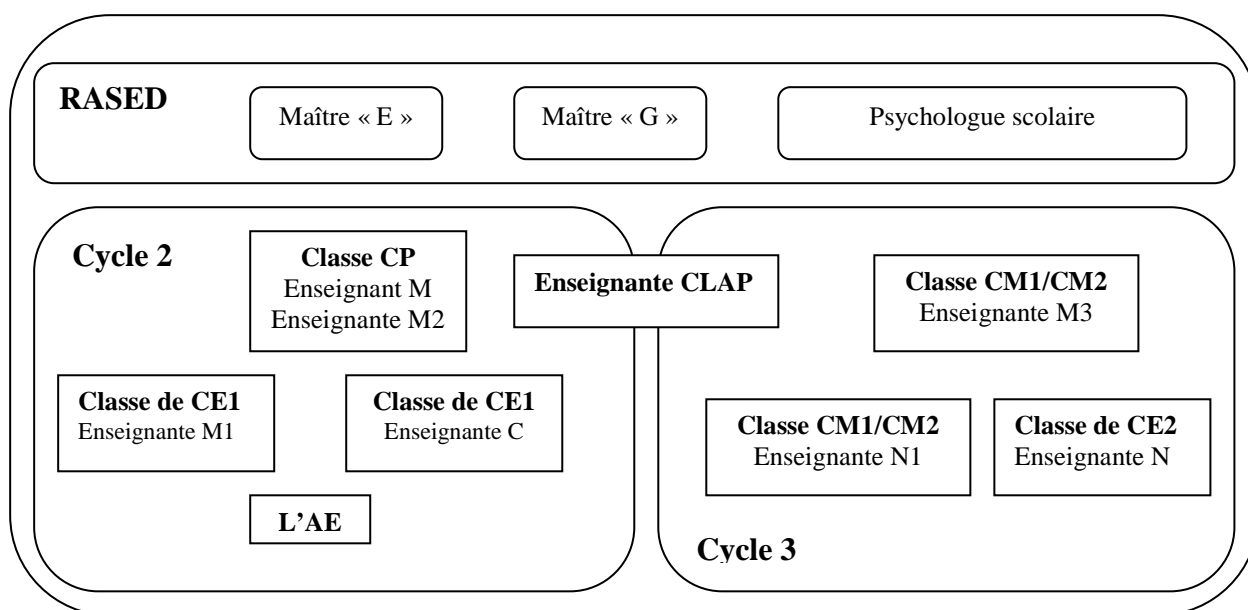 RASED
Maître « E »
Maître « G »
Psychologue scolaire
Cycle 2
Classe CP
Enseignant M
Enseignante M2
Enseignante CLAP
Classe CM1/CM2
Enseignante M3
Classe de CE1
Enseignante M1
Classe de CE1
Enseignante C
Classe CM1/CM2
Enseignante N1
Classe de CE2
Enseignante N
L’AE
Cycle 3